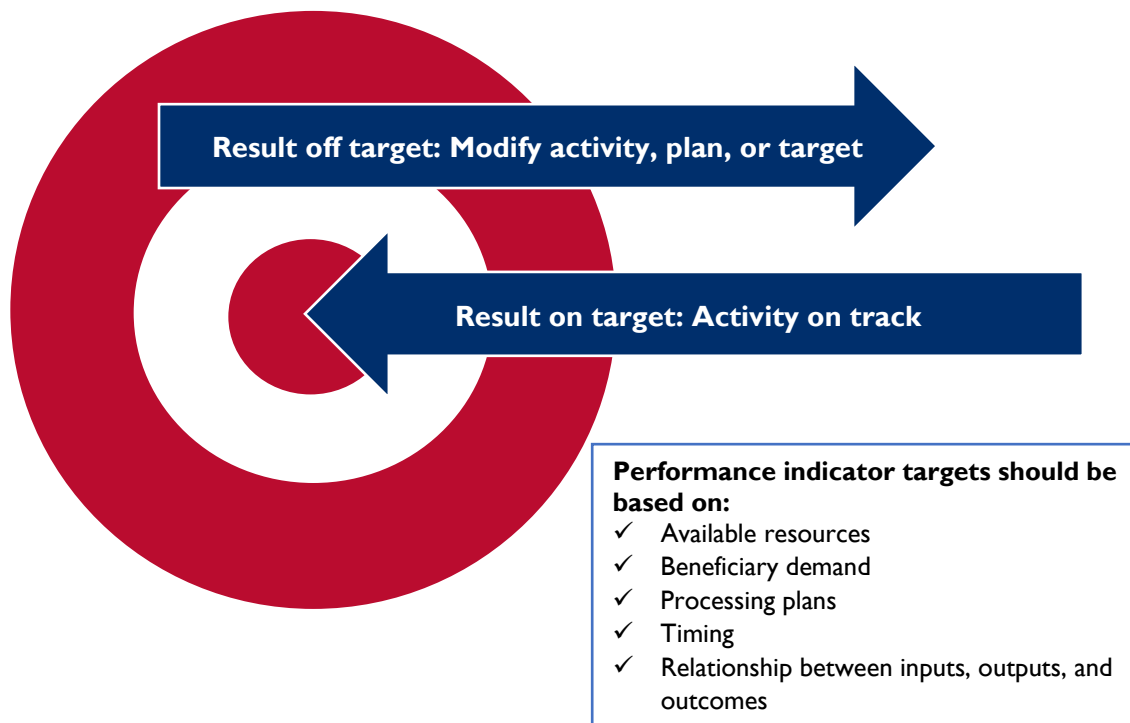 Result off target: Modify activity, plan, or target
Result on target: Activity on track
Performance indicator targets should be
based on:
✓ Available resources
✓ Beneficiary demand
✓ Processing plans
✓ Timing
✓ Relationship between inputs, outputs, and
outcomes